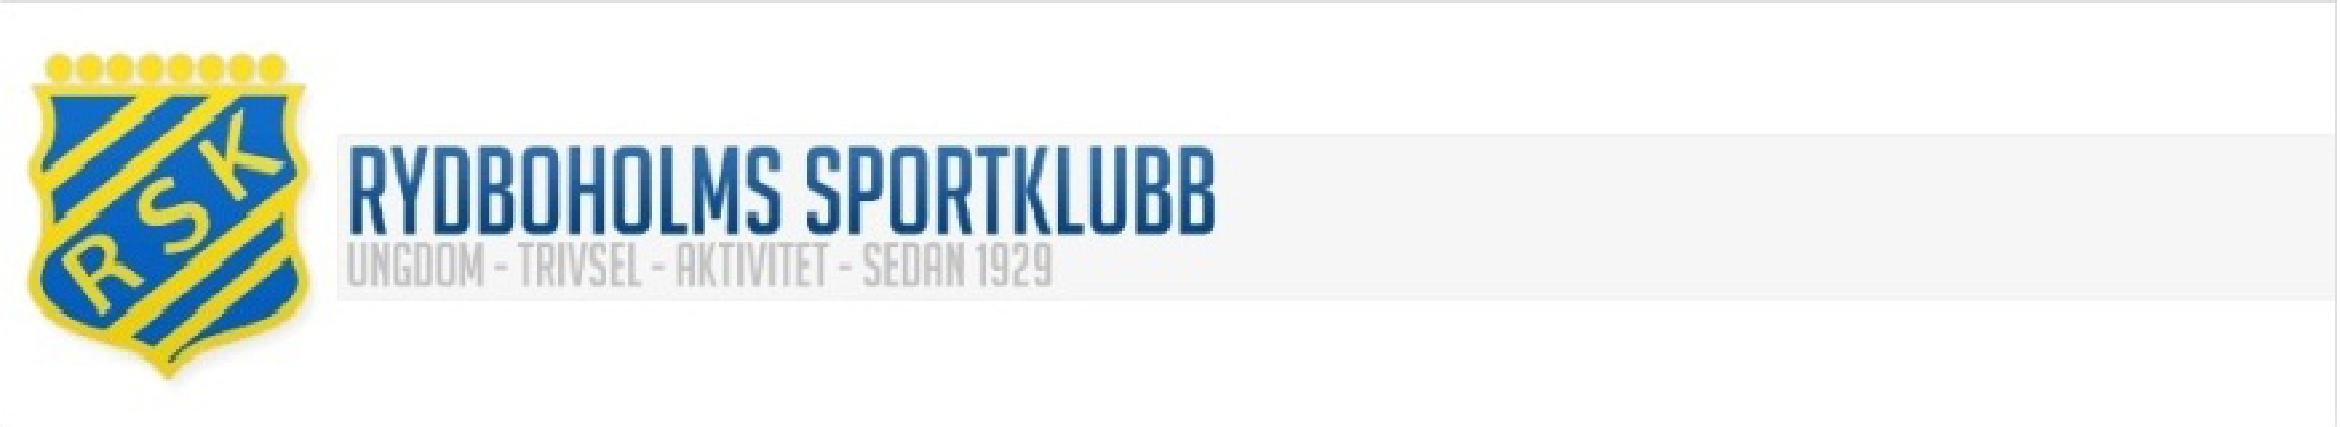 RSK
RYDBOHOLMS SPORTKLUBB
UNGDOM - TRIVSEL - AKTIVITET - SEDAN 1929